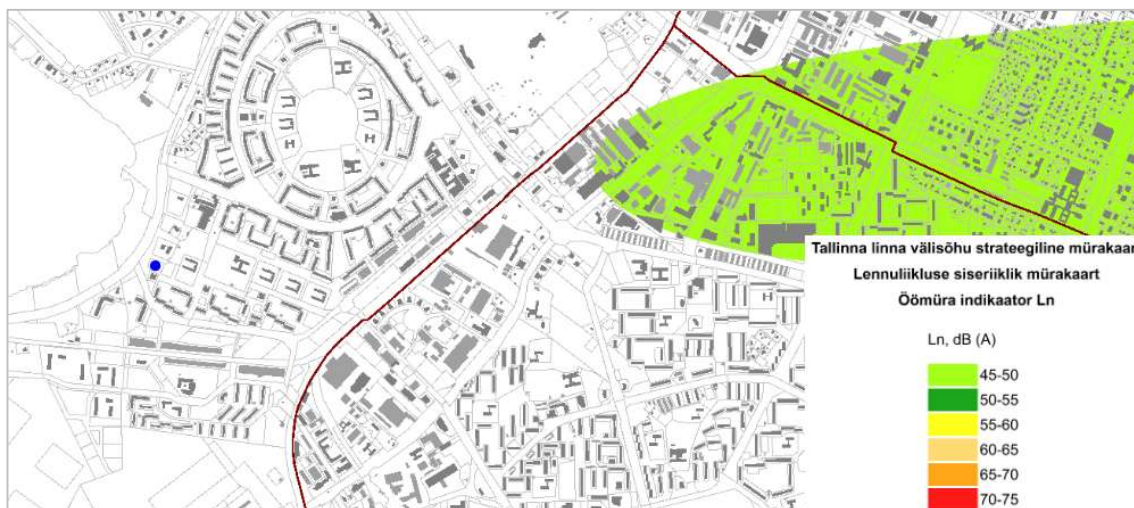 Tallinna linna välisõhu strateegiline mürakaart
Lennuliikluse siseriiklik mürakaart
Öömüra indikaator Ln
Ln, dB (A)
45-50
50-55
55-60
60-65
65-70
70-75